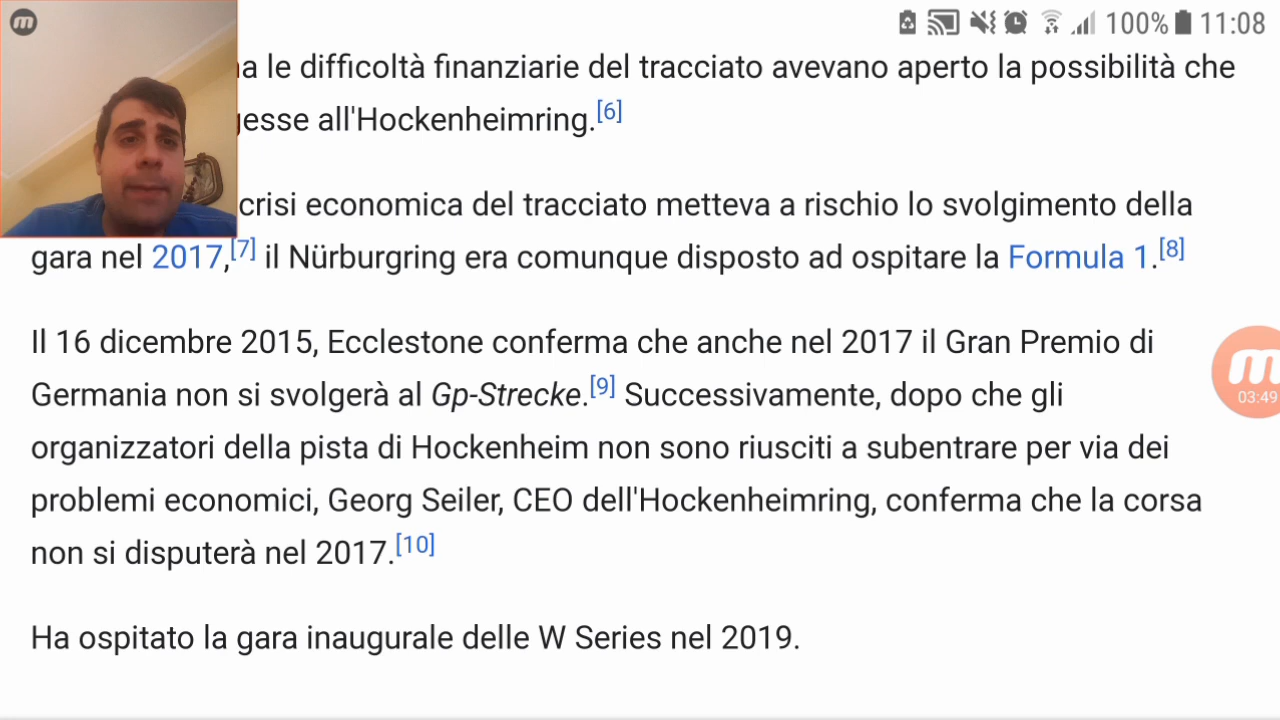 m
100% 11:08
a le difficoltà finanziarie del tracciato avevano aperto la possibilità che
gesse all'Hockenheimring.[6]
crisi economica del tracciato metteva a rischio lo svolgimento della
gara nel 2017,[7] il Nürburgring era comunque disposto ad ospitare la Formula 1.[8]
Il 16 dicembre 2015, Ecclestone conferma che anche nel 2017 il Gran Premio di
Germania non si svolgerà al Gp-Strecke.[9] Successivamente, dopo che gli
organizzatori della pista di Hockenheim non sono riusciti a subentrare per via dei
problemi economici, Georg Seiler, CEO dell'Hockenheimring, conferma che la corsa
non si disputerà nel 2017.[10]
m
03:49
Ha ospitato la gara inaugurale delle W Series nel 2019.